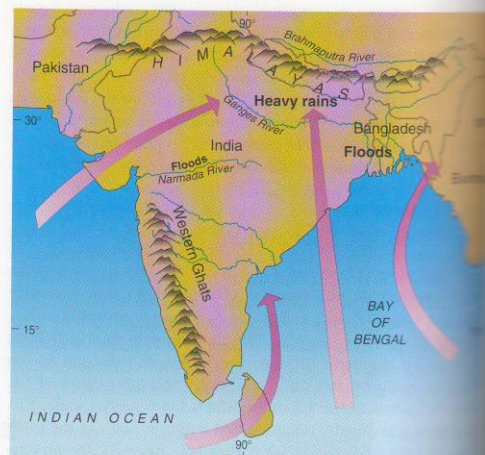 90°
Brahmaputra River
Pakistan
HIMALAYAS
Heavy rains
Ganges River
30°
Bangladesh
India
Floods
Floods
Narmada River
Western Ghats
BAY
OF
BENGAL
15°
INDIAN OCEAN
90°